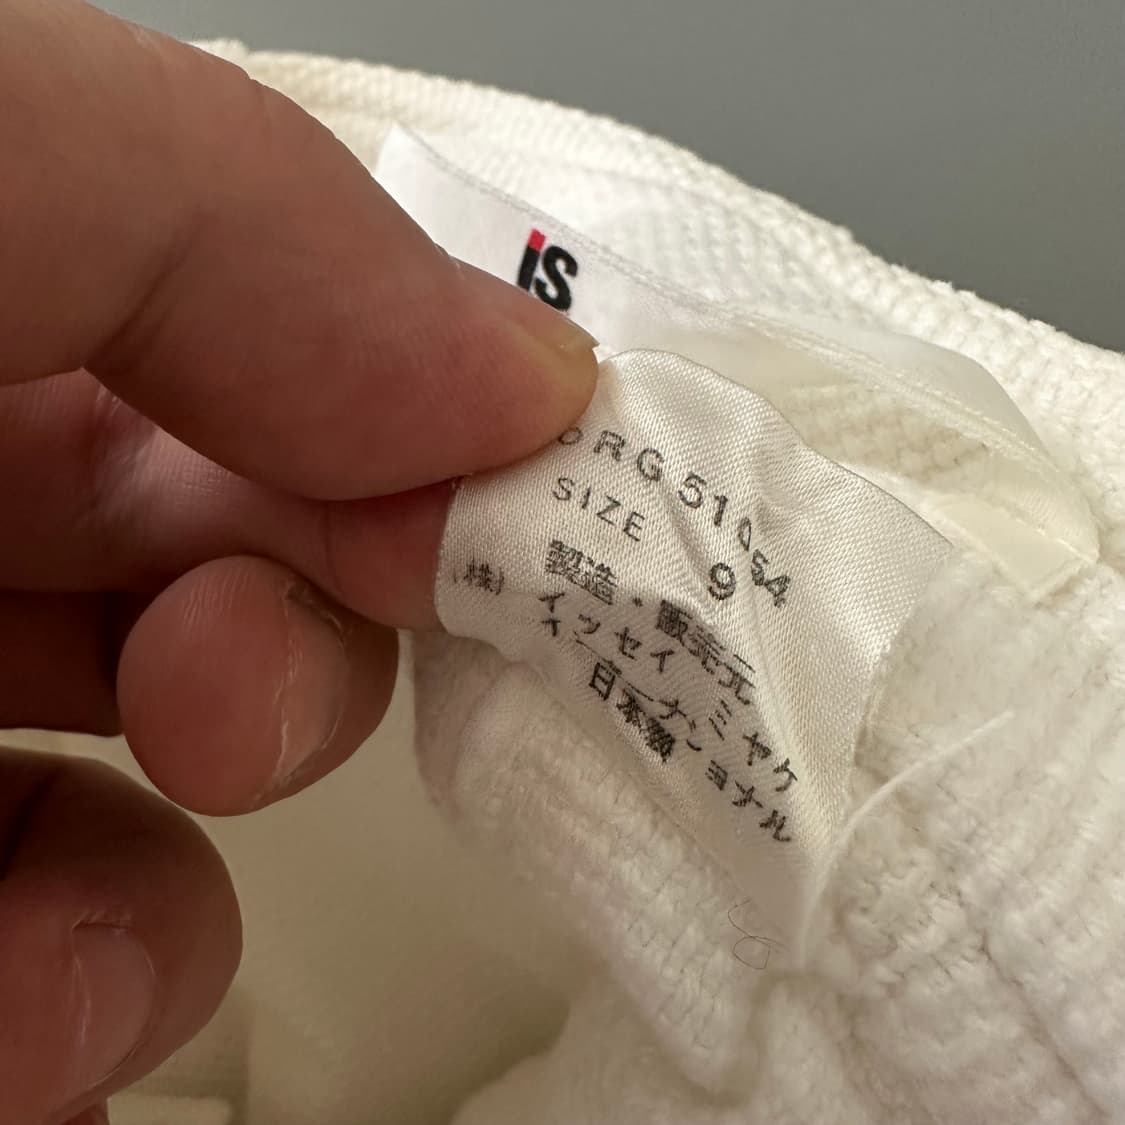 iS
RG51054
SIZE 9
製造・販売元
(株) イッセイミヤケ
インターナショナル
日本製